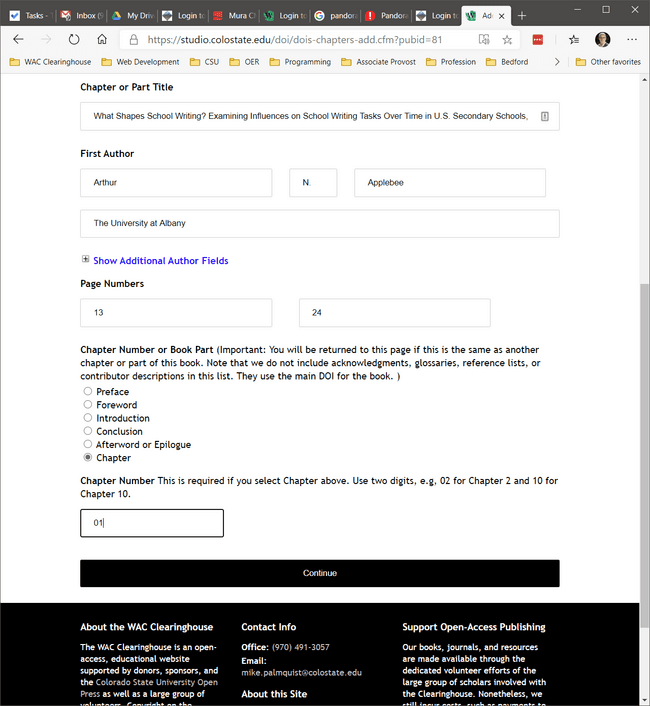 Tasks -
Inbox (5
My Driv
Login to
Mura C
Login to
pandora
Pandora
Login to
Ad
https://studio.colostate.edu/doi/dois-chapters-add.cfm?pubid=81
WAC Clearinghouse
Web Development
CSU
OER
Programming
Associate Provost
Profession
Bedford
Other favorites
Chapter or Part Title
What Shapes School Writing? Examining Influences on School Writing Tasks Over Time in U.S. Secondary Schools,
First Author
Arthur
N.
Applebee
The University at Albany
Show Additional Author Fields
Page Numbers
13
24
Chapter Number or Book Part (Important: You will be returned to this page if this is the same as another
chapter or part of this book. Note that we do not include acknowledgments, glossaries, reference lists, or
contributor descriptions in this list. They use the main DOI for the book. )
Preface
Foreword
Introduction
Conclusion
Afterword or Epilogue
Chapter
Chapter Number This is required if you select Chapter above. Use two digits, e.g, 02 for Chapter 2 and 10 for
Chapter 10.
01
Continue
About the WAC Clearinghouse
The WAC Clearinghouse is an open-
access, educational website
supported by donors, sponsors, and
the Colorado State University Open
Press as well as a large group of
volunteers. Copyright on the
Contact Info
Office: (970) 491-3057
Email:
mike.palmquist@colostate.edu
About this Site
Support Open-Access Publishing
Our books, journals, and resources
are made available through the
dedicated volunteer efforts of the
large group of scholars involved with
the Clearinghouse. Nonetheless, we
still incur costs, such as payments to